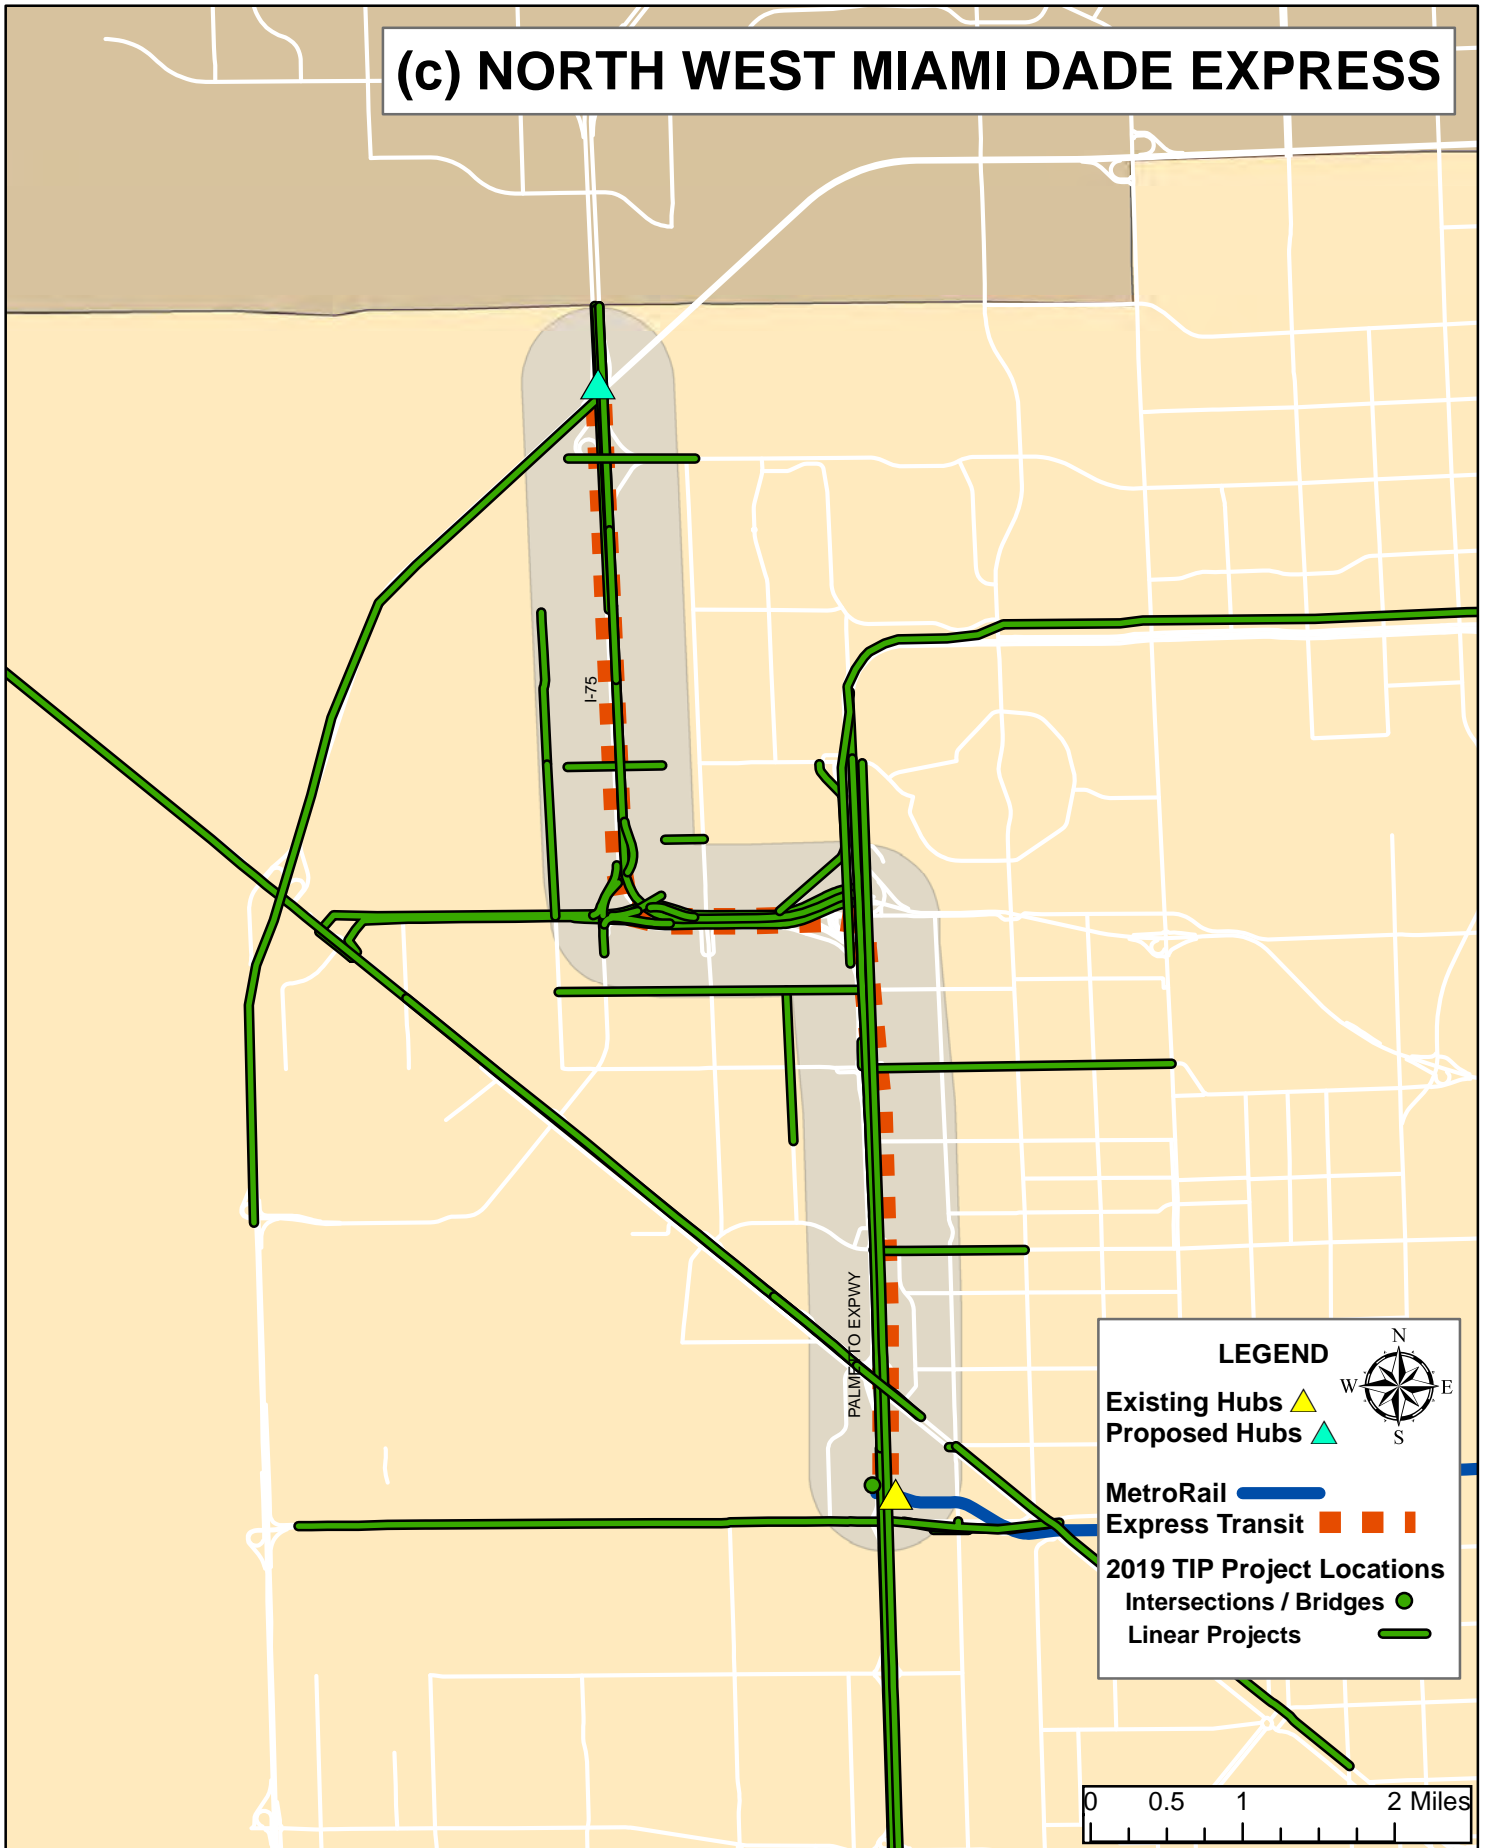 (c) NORTH WEST MIAMI DADE EXPRESS
I-75
PALMETTO EXPWY
LEGEND
N
W E
S
Existing Hubs
Proposed Hubs
MetroRail
Express Transit
2019 TIP Project Locations
Intersections / Bridges
Linear Projects
0 0.5 1 2 Miles